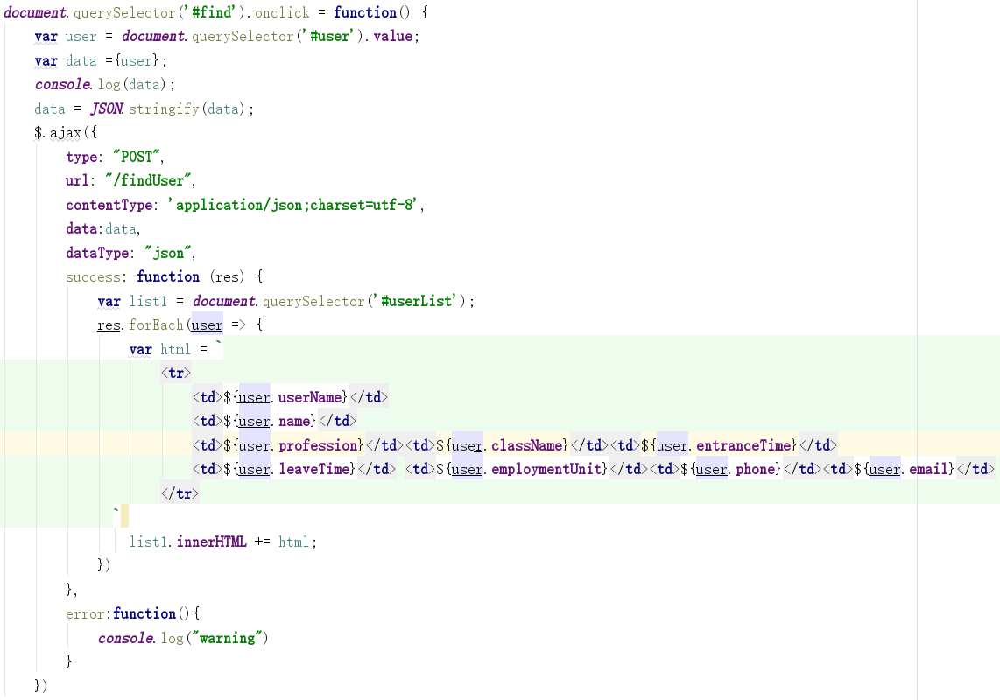 document.querySelector('#find').onclick = function() {
    var user = document.querySelector('#user').value;
    var data ={user};
    console.log(data);
    data = JSON.stringify(data);
    $.ajax({
        type: "POST",
        url: "/findUser",
        contentType: 'application/json;charset=utf-8',
        data:data,
        dataType: "json",
        success: function (res) {
            var list1 = document.querySelector('#userList');
            res.forEach(user => {
                var html = `
                    <tr>
                        <td>${user.userName}</td>
                        <td>${user.name}</td>
                        <td>${user.profession}</td><td>${user.className}</td><td>${user.entranceTime}</td>
                        <td>${user.leaveTime}</td> <td>${user.employmentUnit}</td><td>${user.phone}</td><td>${user.email}</td>
                    </tr>
              `
                list1.innerHTML += html;
            })
        },
        error:function(){
            console.log("warning")
        }
    })